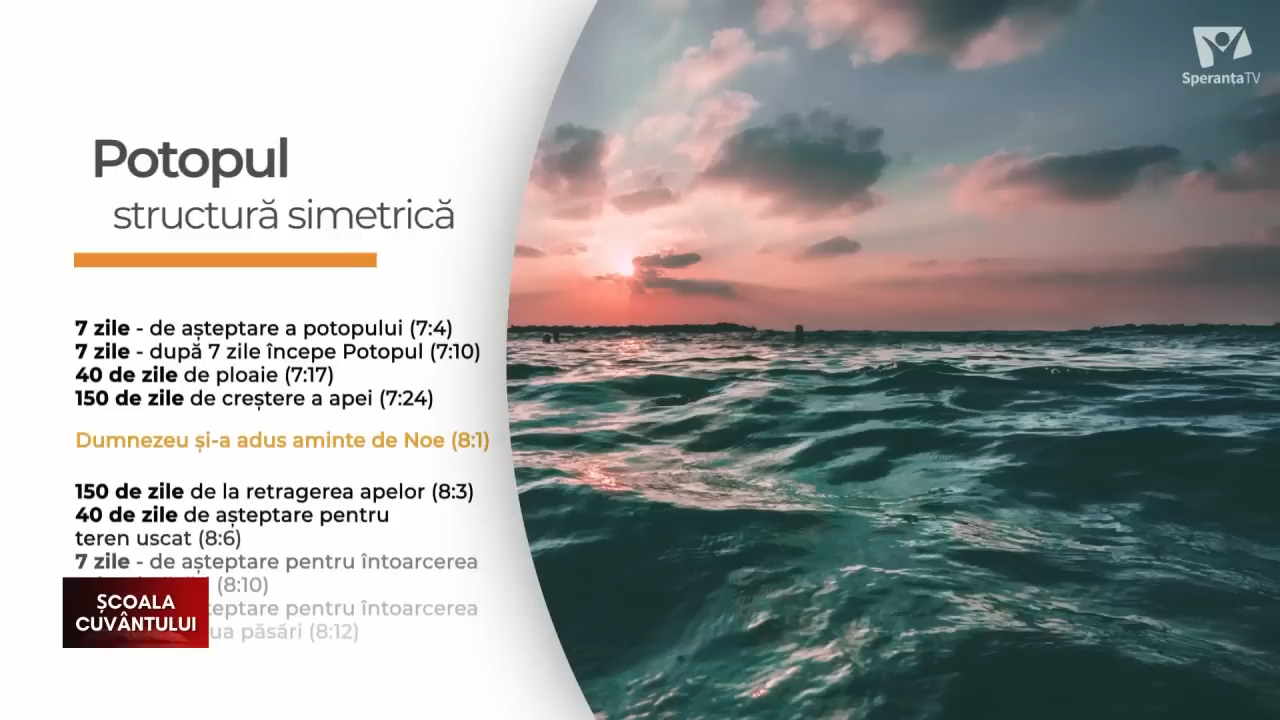 SperanțaTV
Potopul
structură simetrică
7 zile - de așteptare a potopului (7:4)
7 zile - după 7 zile începe Potopul (7:10)
40 de zile de ploaie (7:17)
150 de zile de creștere a apei (7:24)
Dumnezeu și-a adus aminte de Noe (8:1)
150 de zile de la retragerea apelor (8:3)
40 de zile de așteptare pentru
teren uscat (8:6)
7 zile - de așteptare pentru întoarcerea
(8:10)
pentru întoarcerea
păsări (8:12)
ȘCOALA
CUVÂNTULUI